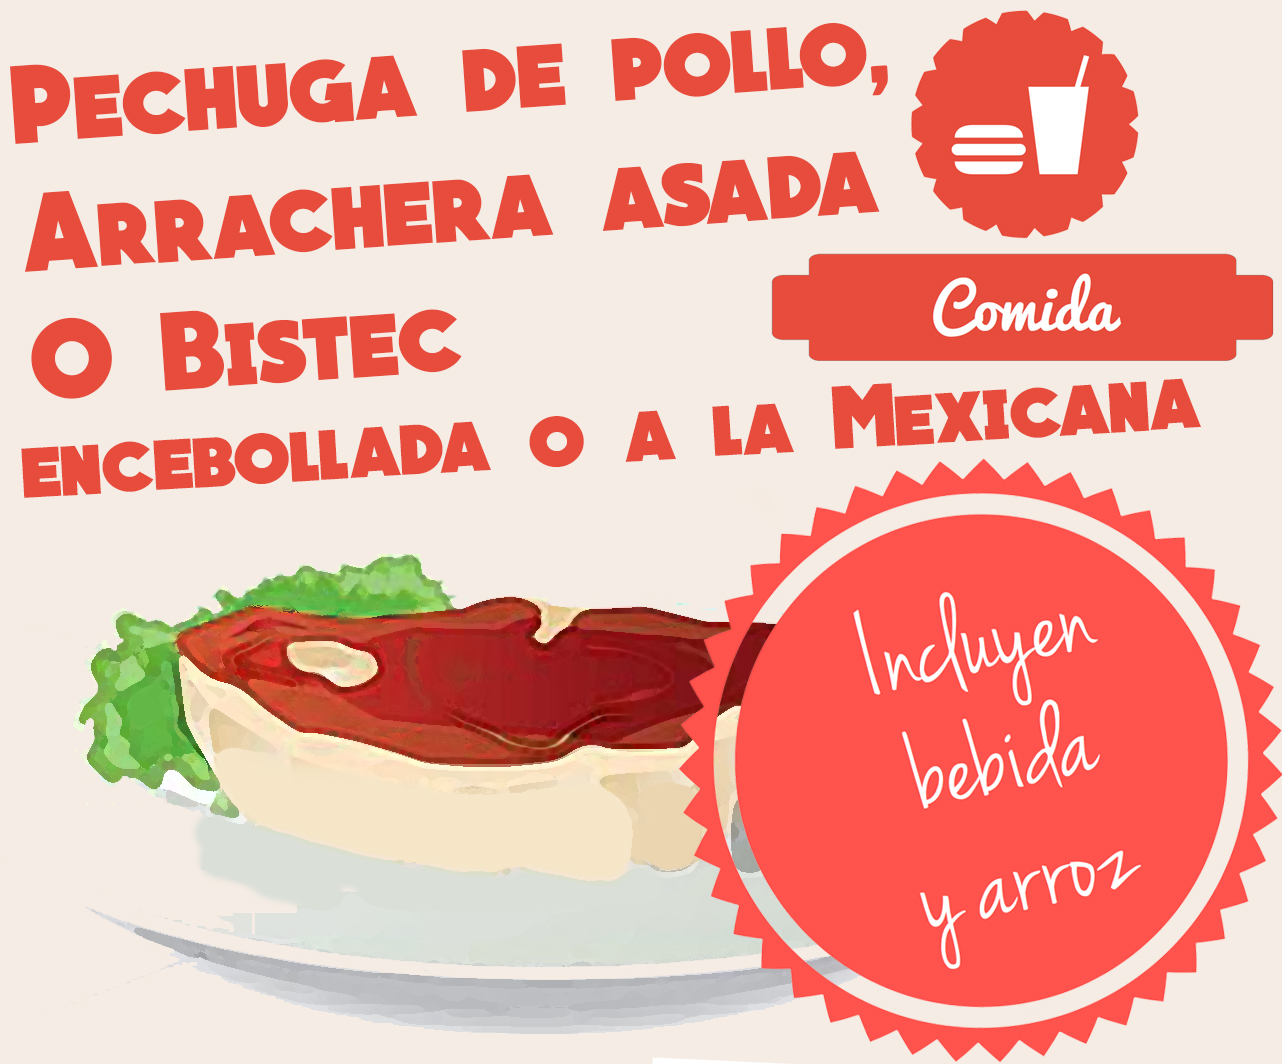 Pechuga de pollo,
Arrachera asada
o Bistec
encebollada o a la Mexicana
Comida
Incluyen
bebida
y arroz